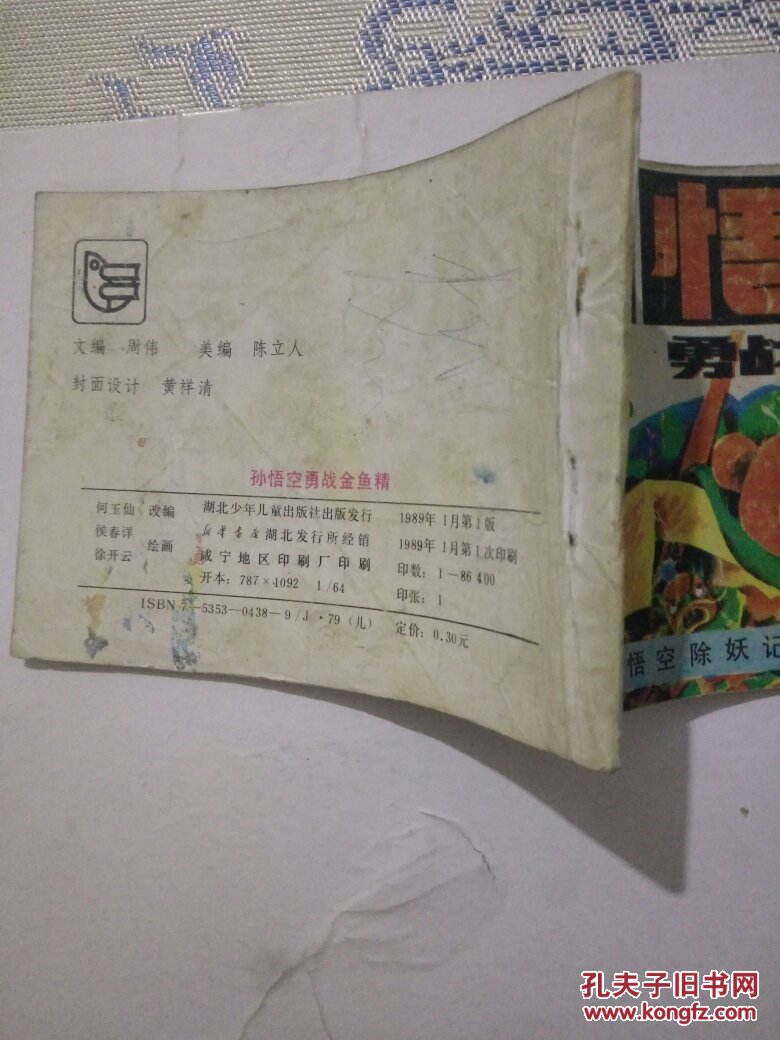 文编 周伟 美编 陈立人
封面设计 黄祥清
孙悟空勇战金鱼精
何玉仙 改编
侯春洋 绘画
徐开云
湖北少年儿童出版社出版发行
新华书店湖北发行所经销
咸宁地区印刷厂印刷
开本：787×1092 1/64
1989年1月第1版
1989年1月第1次印刷
印数：1—86 400
印张：1
ISBN 7—5353—0438—9/J·79（儿） 定价：0.30元
悟
勇战
悟空除妖记
孔夫子旧书网
www.kongfz.com